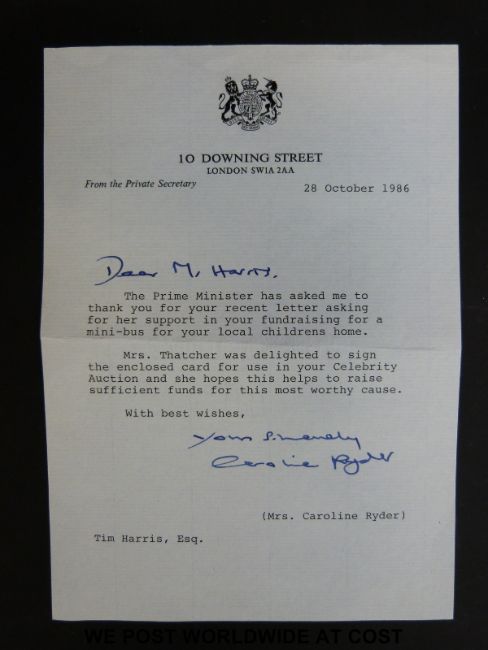 10 DOWNING STREET
LONDON SW1A 2AA
From the Private Secretary
28 October 1986
Dear Mr Harris,
The Prime Minister has asked me to
thank you for your recent letter asking
for her support in your fundraising for a
mini-bus for your local childrens home.
Mrs. Thatcher was delighted to sign
the enclosed card for use in your Celebrity
Auction and she hopes this helps to raise
sufficient funds for this most worthy cause.
With best wishes,
Yours sincerely
Caroline Ryder
(Mrs. Caroline Ryder)
Tim Harris, Esq.
WE POST WORLDWIDE AT COST